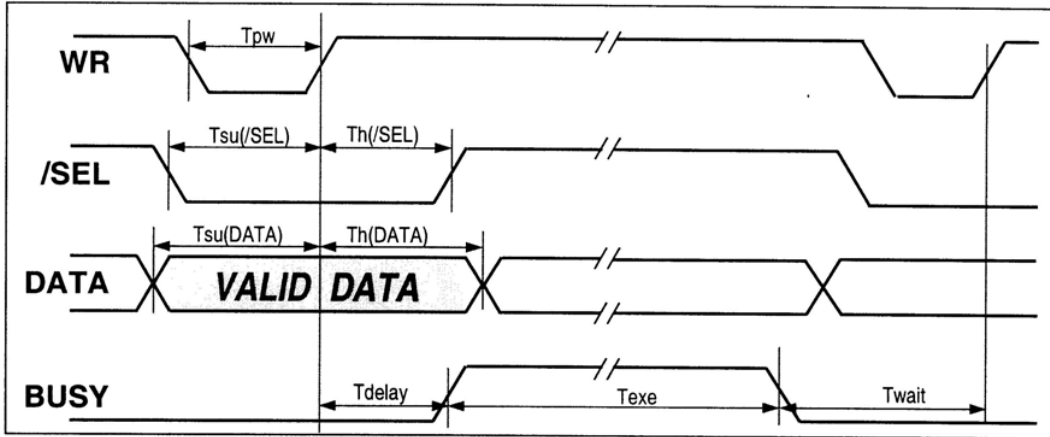 WR
Tpw
/SEL
Tsu(/SEL)
Th(/SEL)
DATA
Tsu(DATA)
Th(DATA)
VALID DATA
BUSY
Tdelay
Texe
Twait